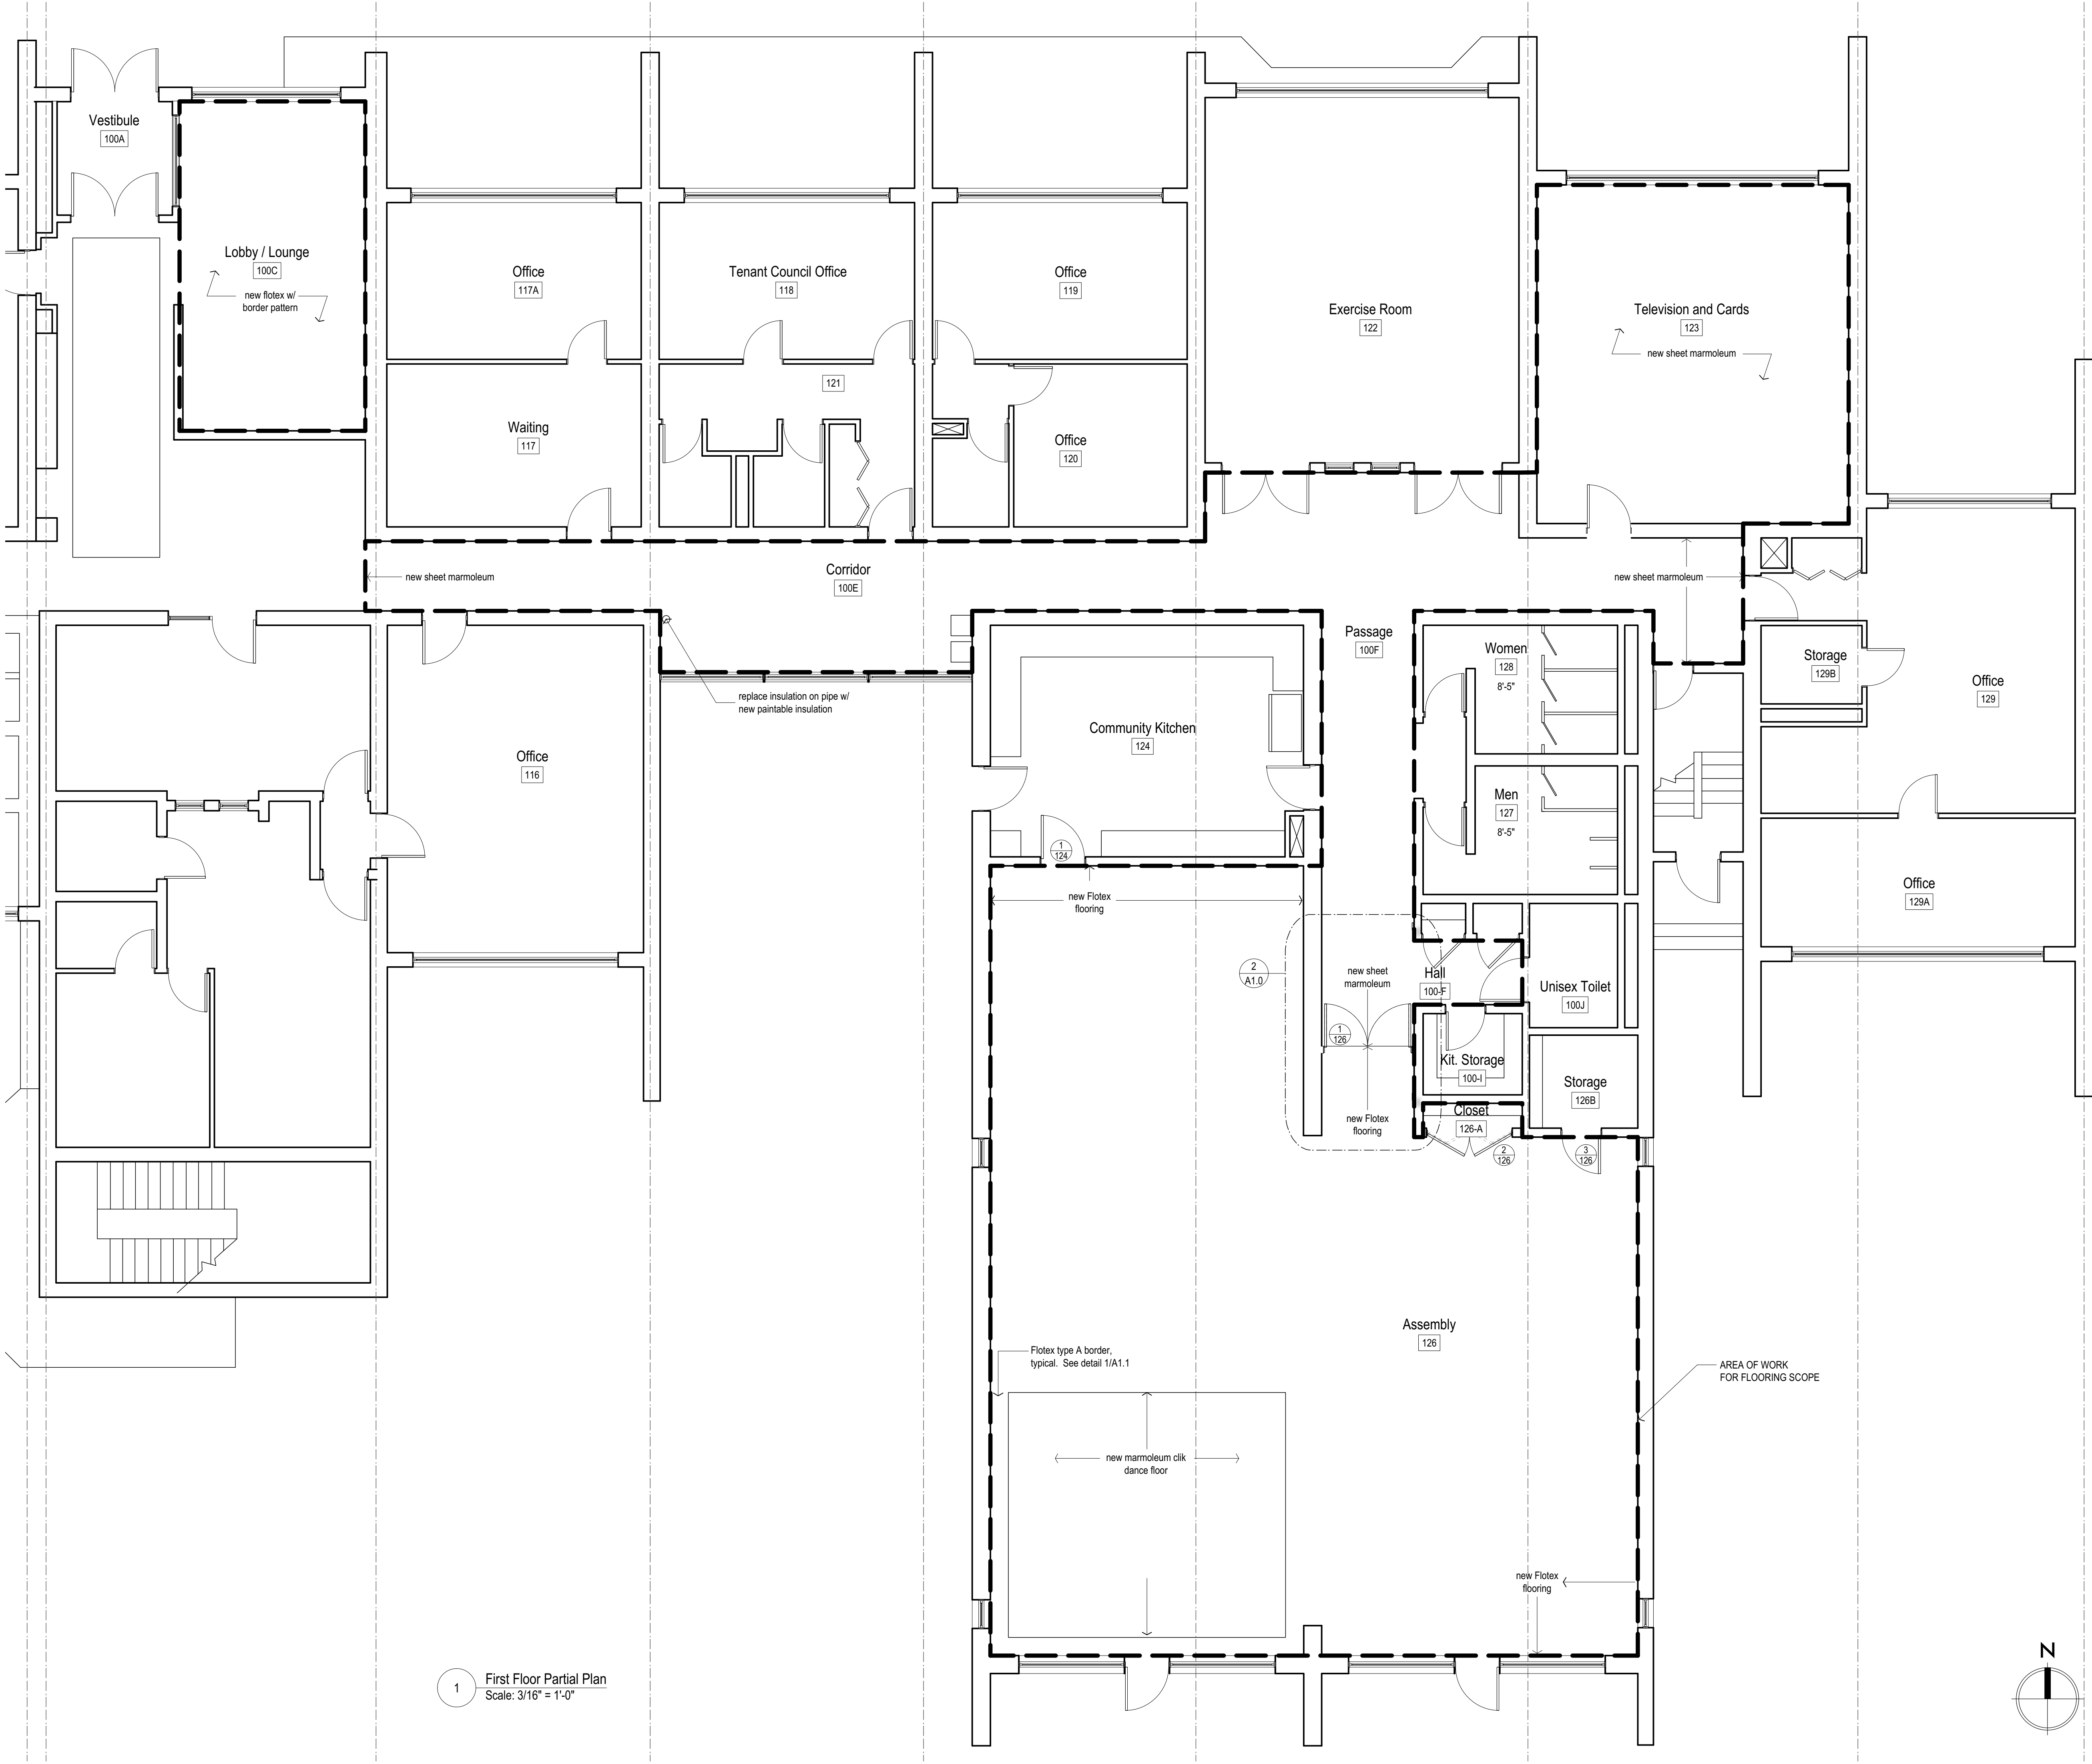 Vestibule
100A
Lobby / Lounge
100C
new flotex w/
border pattern
Office
117A
Tenant Council Office
118
Office
119
Exercise Room
122
Television and Cards
123
new sheet marmoleum
121
Waiting
117
Office
120
new sheet marmoleum
Corridor
100E
new sheet marmoleum
Passage
100F
Women
128
8'-5"
Storage
129B
Office
129
replace insulation on pipe w/
new paintable insulation
Community Kitchen
124
Office
116
Men
127
8'-5"
1
124
new Flotex
flooring
Office
129A
2
A1.0
new sheet
marmoleum
Hall
100-F
Unisex Toilet
100J
1
126
Kit. Storage
100-I
Storage
126B
new Flotex
flooring
Closet
126-A
2
126
3
126
Assembly
126
Flotex type A border,
typical. See detail 1/A1.1
AREA OF WORK
FOR FLOORING SCOPE
new marmoleum clik
dance floor
new Flotex
flooring
1
First Floor Partial Plan
Scale: 3/16" = 1'-0"
N